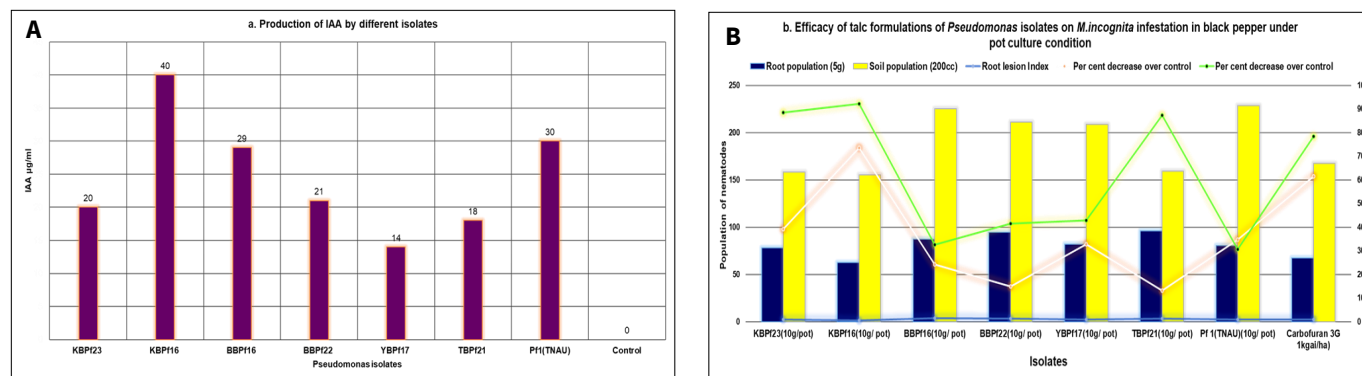 A
a. Production of IAA by different isolates
IAA µg/ml
40
30
29
21
20
18
14
0
KBPf23 KBPf16 BBPf16 BBPf22 YBPf17 TBPf21 Pf1(TNAU) Control
Pseudomonas isolates
B
b. Efficacy of talc formulations of Pseudomonas isolates on M.incognita infestation in black pepper under
pot culture condition
Root population (5g) Soil population (200cc) Root lesion Index Per cent decrease over control Per cent decrease over control
Population of nematodes
250
200
150
100
50
0
KBPf23(10g/ pot) KBPf16(10g/ pot) BBPf16(10g/ pot) BBPf22(10g/ pot) YBPf17(10g/ pot) TBPf21(10g/pot) Pf 1(TNAU)(10g/ pot) Carbofuran 3G
1kgai/ha)
Isolates